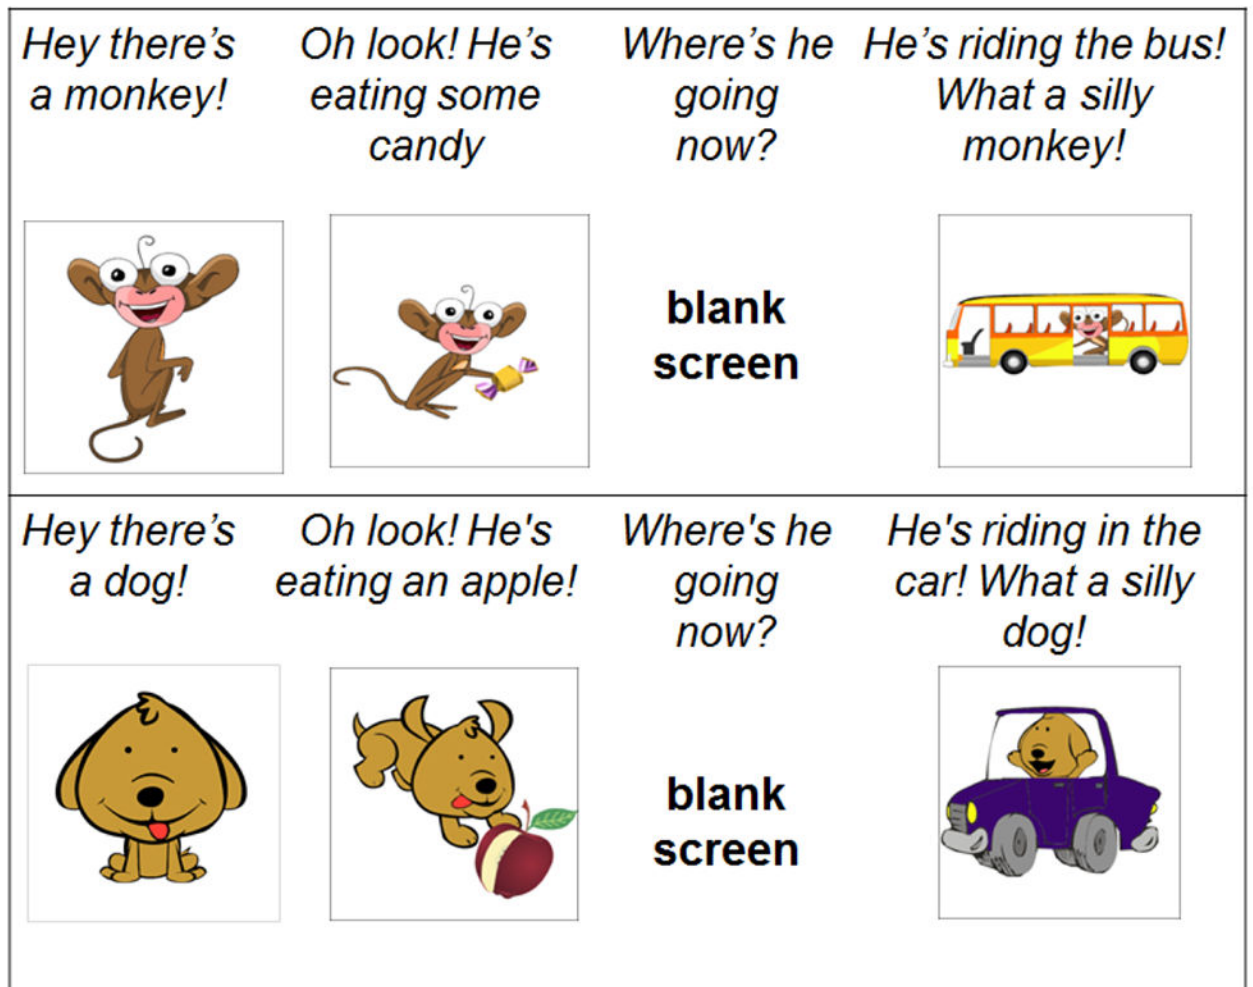 Hey there’s
a monkey!
Oh look! He’s
eating some
candy
Where’s he
going
now?
He’s riding the bus!
What a silly
monkey!
blank
screen
Hey there’s
a dog!
Oh look! He's
eating an apple!
Where's he
going
now?
He's riding in the
car! What a silly
dog!
blank
screen